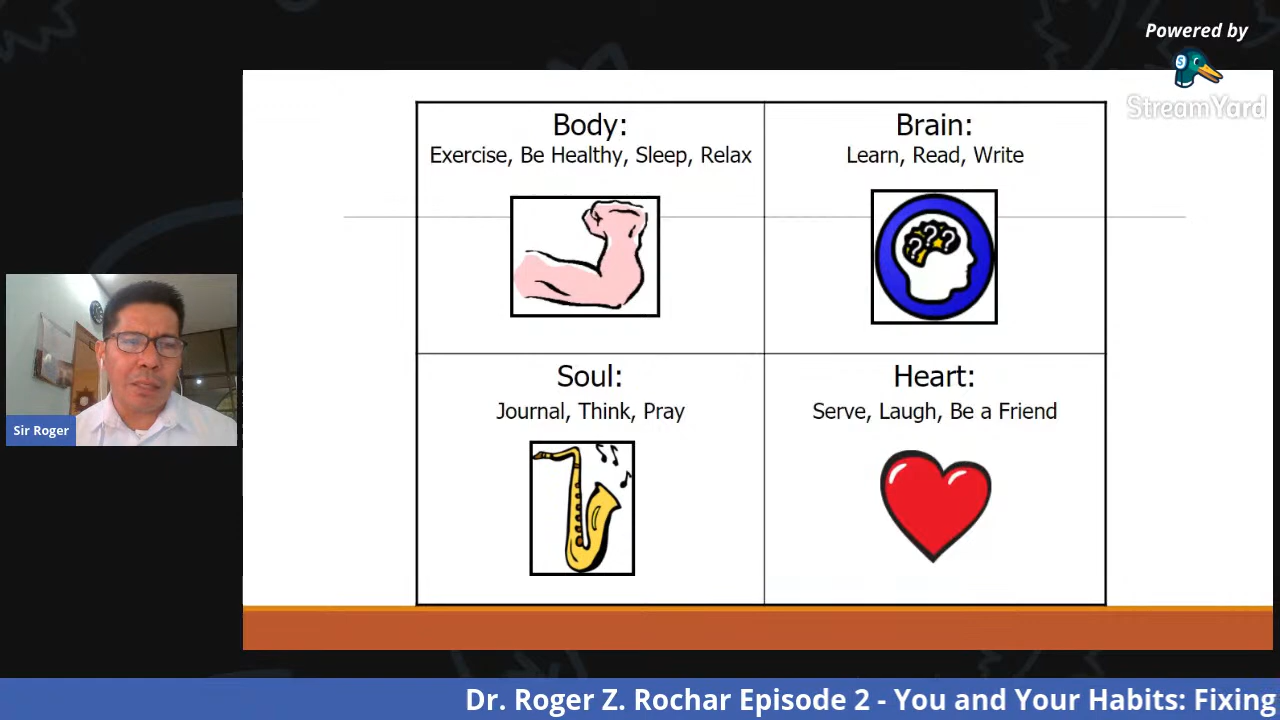 Powered by
StreamYard
Body:
Exercise, Be Healthy, Sleep, Relax
Brain:
Learn, Read, Write
Soul:
Journal, Think, Pray
Heart:
Serve, Laugh, Be a Friend
Sir Roger
Dr. Roger Z. Rochar Episode 2 - You and Your Habits: Fixing